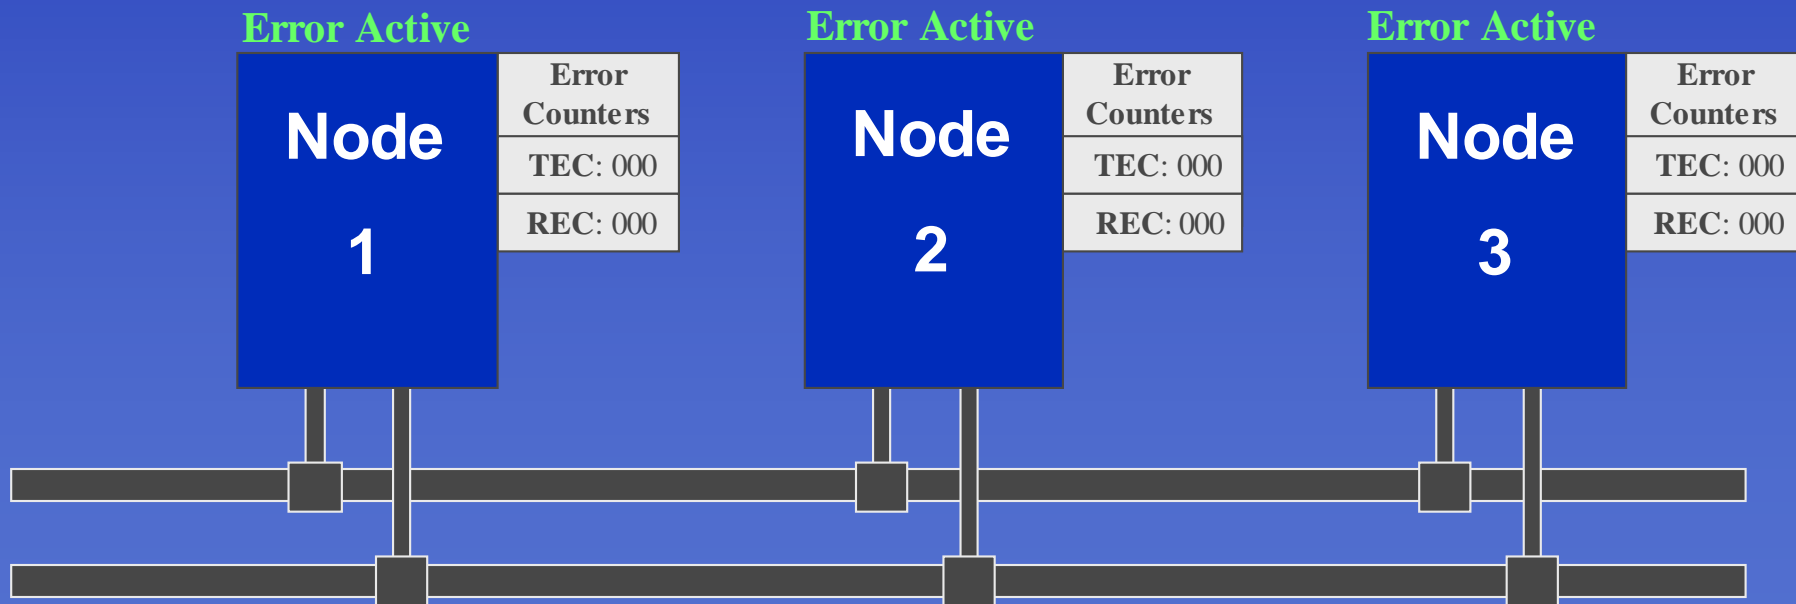 Error Active
Node
1
Error
Counters
TEC: 000
REC: 000
Error Active
Node
2
Error
Counters
TEC: 000
REC: 000
Error Active
Node
3
Error
Counters
TEC: 000
REC: 000